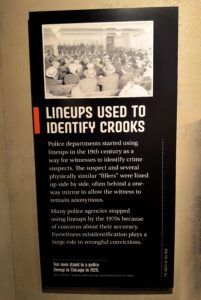 LINEUPS USED TO
IDENTIFY CROOKS
Police departments started using
lineups in the 19th century as a
way for witnesses to identify crime
suspects. The suspect and several
physically similar "fillers" were lined
up side by side, often behind a one-
way mirror to allow the witness to
remain anonymous.
Many police agencies stopped
using lineups by the 1970s because
of concerns about their accuracy.
Eyewitness misidentification plays a
large role in wrongful convictions.
Ten men stand in a police
lineup in Chicago in 1920.